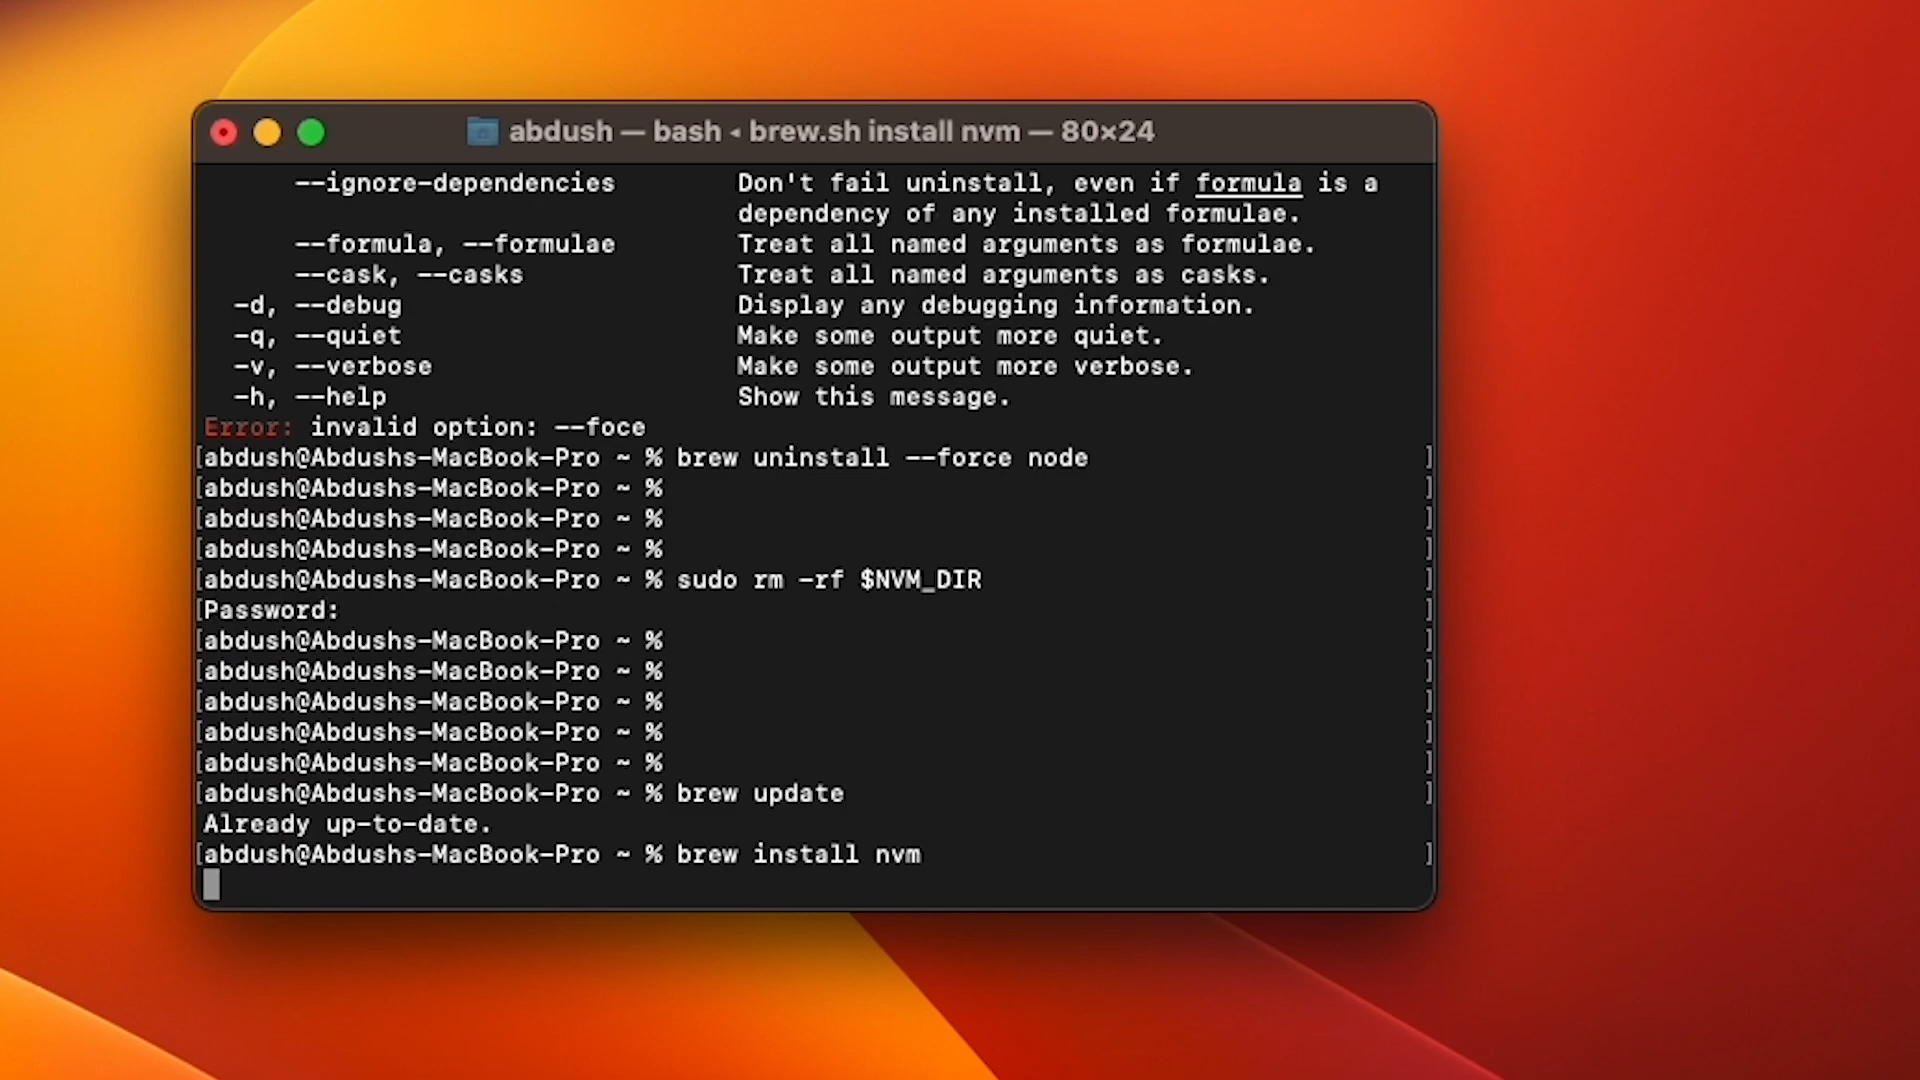 abdush — bash ◂ brew.sh install nvm — 80×24
--ignore-dependencies Don't fail uninstall, even if formula is a
dependency of any installed formulae.
--formula, --formulae Treat all named arguments as formulae.
--cask, --casks Treat all named arguments as casks.
-d, --debug Display any debugging information.
-q, --quiet Make some output more quiet.
-v, --verbose Make some output more verbose.
-h, --help Show this message.
Error: invalid option: --foce
[abdush@Abdushs-MacBook-Pro ~ % brew uninstall --force node ]
[abdush@Abdushs-MacBook-Pro ~ % ]
[abdush@Abdushs-MacBook-Pro ~ % ]
[abdush@Abdushs-MacBook-Pro ~ % ]
[abdush@Abdushs-MacBook-Pro ~ % sudo rm -rf $NVM_DIR ]
[Password: ]
[abdush@Abdushs-MacBook-Pro ~ % ]
[abdush@Abdushs-MacBook-Pro ~ % ]
[abdush@Abdushs-MacBook-Pro ~ % ]
[abdush@Abdushs-MacBook-Pro ~ % ]
[abdush@Abdushs-MacBook-Pro ~ % ]
[abdush@Abdushs-MacBook-Pro ~ % brew update ]
Already up-to-date.
[abdush@Abdushs-MacBook-Pro ~ % brew install nvm ]